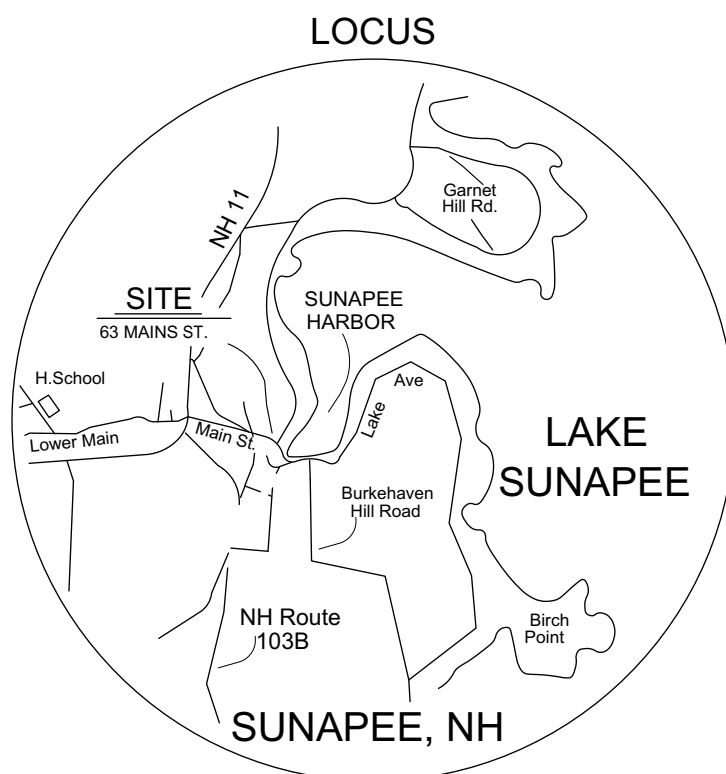 LOCUS
Garnet
Hill Rd.
NH 11
SITE
63 MAINS ST.
SUNAPEE
HARBOR
H.School
Ave
Lake
Lower Main
Main St.
LAKE
SUNAPEE
Burkehaven
Hill Road
NH Route
103B
Birch
Point
SUNAPEE, NH